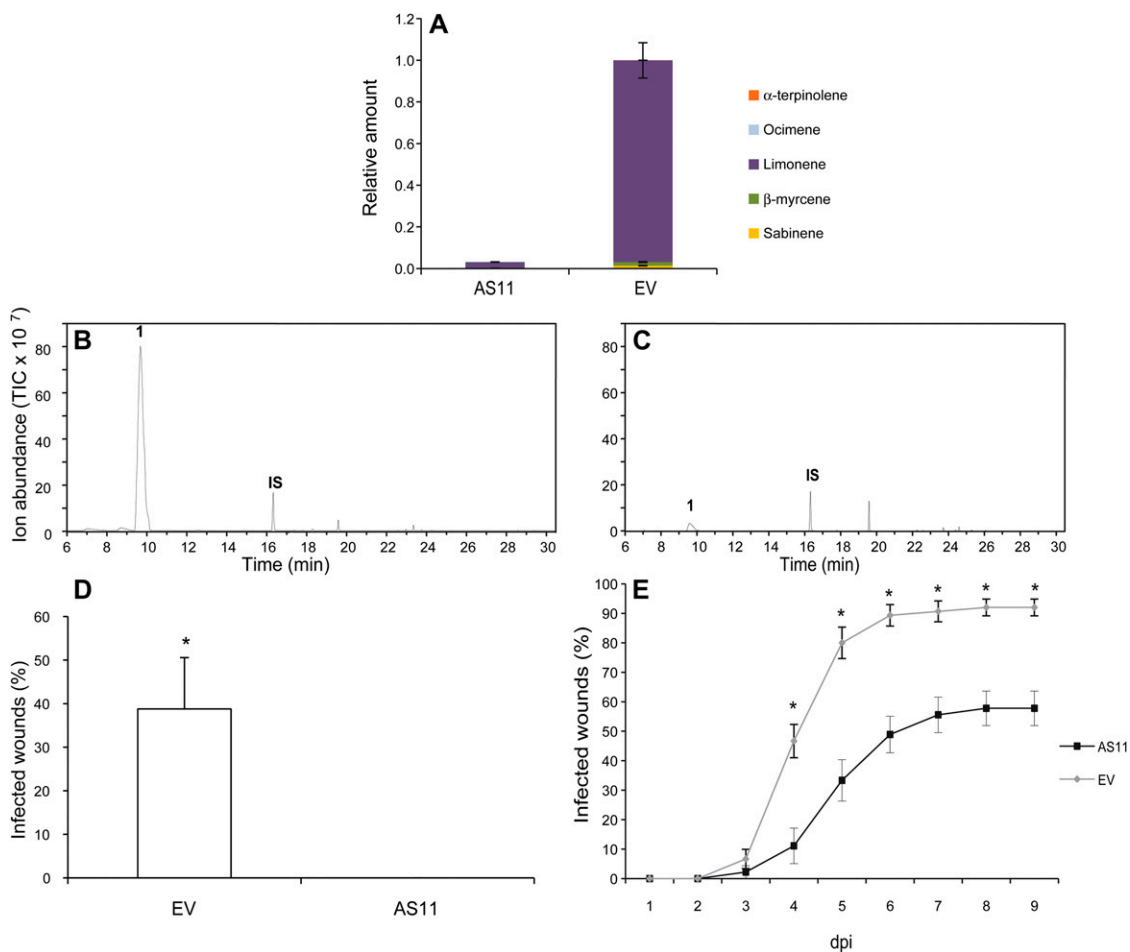 A
1.2
1.0
0.8
0.6
0.4
0.2
0.0
Relative amount
AS11
EV
α-terpinolene
Ocimene
Limonene
β-myrcene
Sabinene
B
1
IS
80
60
40
20
0
Ion abundance (TIC x 10 7)
6 8 10 12 14 16 18 20 22 24 26 28 30
Time (min)
C
1
IS
80
60
40
20
0
6 8 10 12 14 16 18 20 22 24 26 28 30
Time (min)
D
*
60
50
40
30
20
10
0
Infected wounds (%)
EV
AS11
E
* * * * * *
100
90
80
70
60
50
40
30
20
10
0
Infected wounds (%)
1 2 3 4 5 6 7 8 9
dpi
AS11
EV